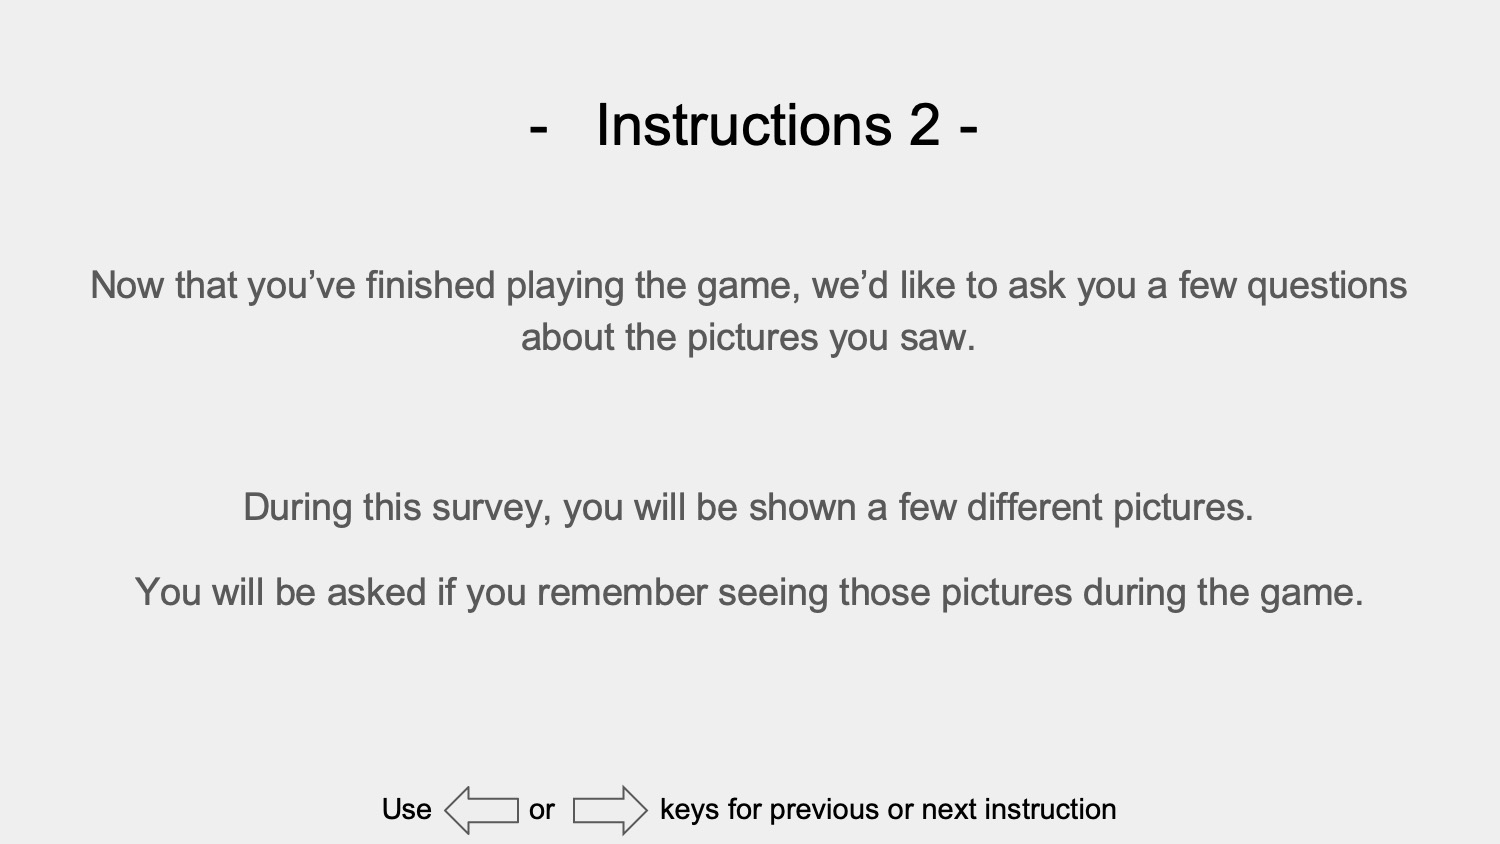 - Instructions 2 -
Now that you’ve finished playing the game, we’d like to ask you a few questions
about the pictures you saw.
During this survey, you will be shown a few different pictures.
You will be asked if you remember seeing those pictures during the game.
Use or keys for previous or next instruction